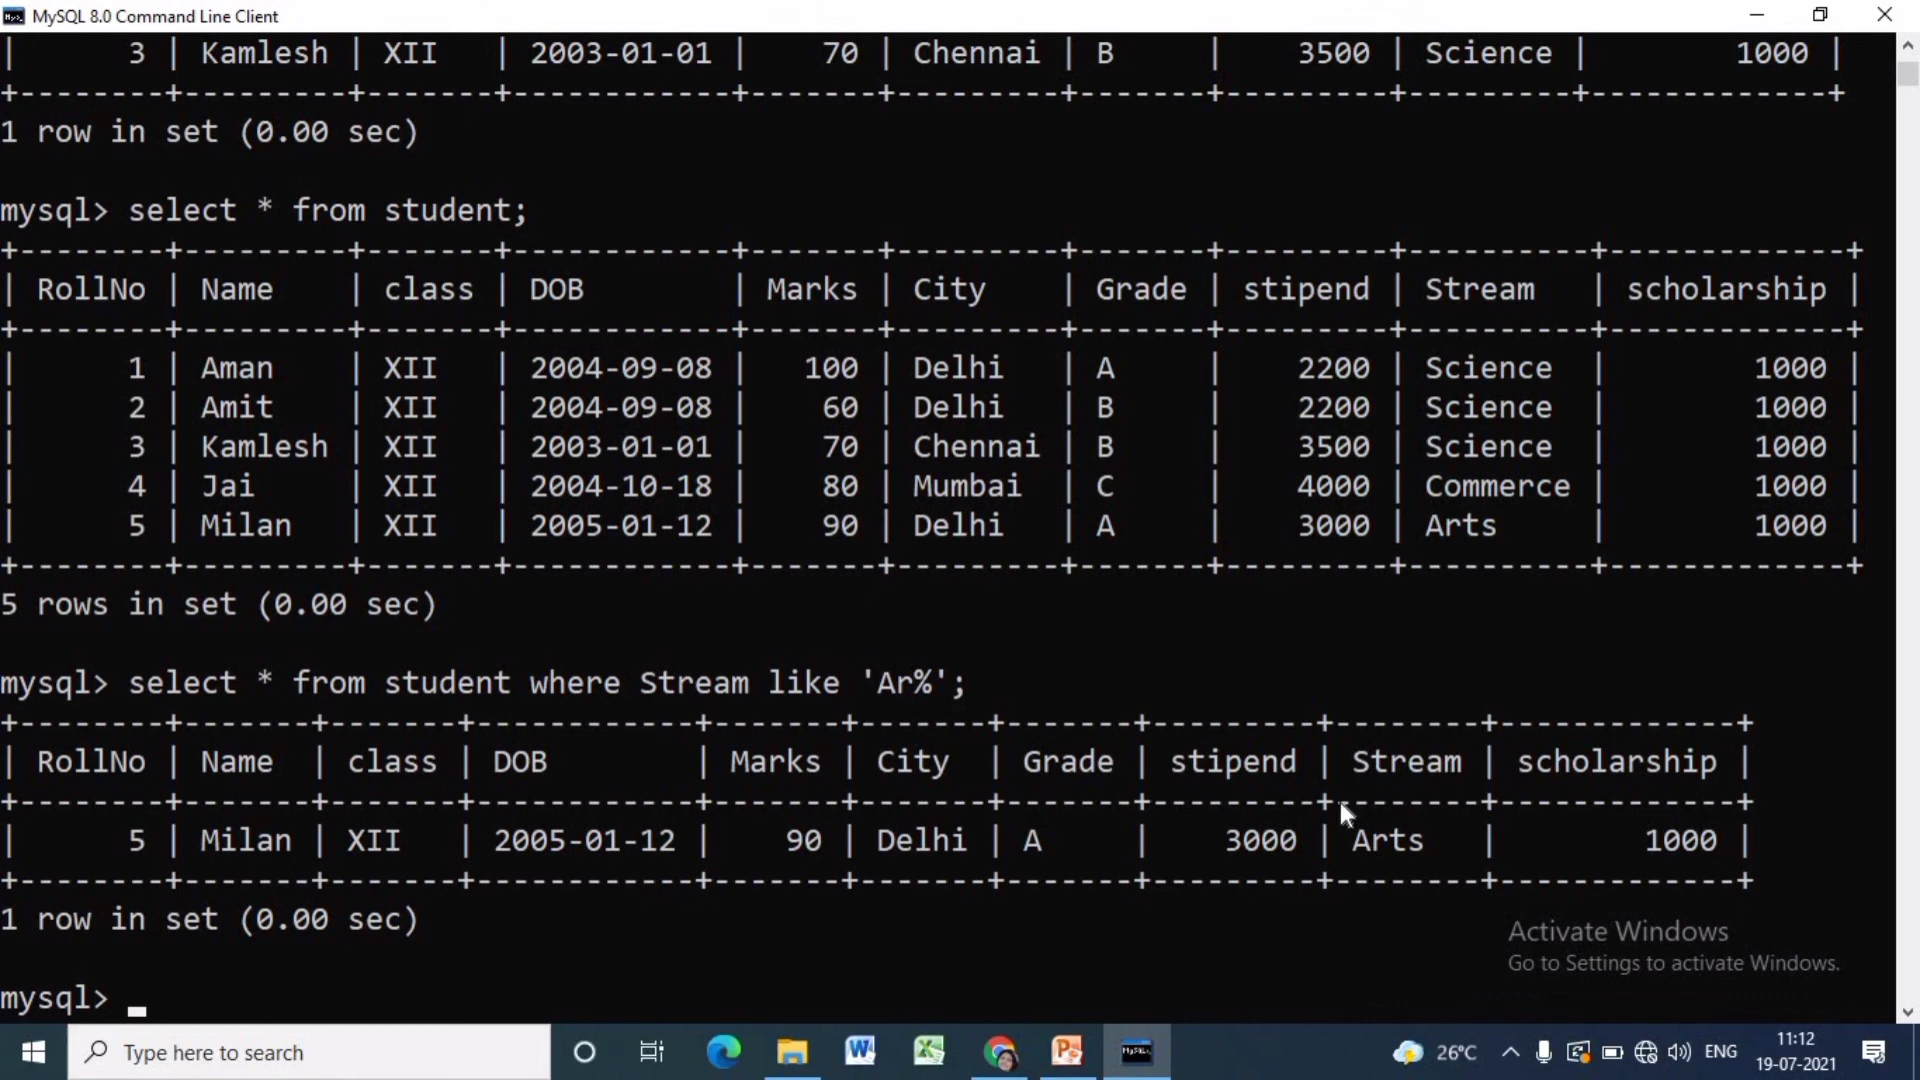 MySQL 8.0 Command Line Client
|      3 | Kamlesh | XII   | 2003-01-01 |    70 | Chennai | B     |    3500 | Science |        1000 |
+--------+---------+-------+------------+-------+---------+-------+---------+---------+-------------+
1 row in set (0.00 sec)
mysql> select * from student;
+--------+---------+-------+------------+-------+---------+-------+---------+----------+-------------+
| RollNo | Name    | class | DOB        | Marks | City    | Grade | stipend | Stream   | scholarship |
+--------+---------+-------+------------+-------+---------+-------+---------+----------+-------------+
|      1 | Aman    | XII   | 2004-09-08 |   100 | Delhi   | A     |    2200 | Science  |        1000 |
|      2 | Amit    | XII   | 2004-09-08 |    60 | Delhi   | B     |    2200 | Science  |        1000 |
|      3 | Kamlesh | XII   | 2003-01-01 |    70 | Chennai | B     |    3500 | Science  |        1000 |
|      4 | Jai     | XII   | 2004-10-18 |    80 | Mumbai  | C     |    4000 | Commerce |        1000 |
|      5 | Milan   | XII   | 2005-01-12 |    90 | Delhi   | A     |    3000 | Arts     |        1000 |
+--------+---------+-------+------------+-------+---------+-------+---------+----------+-------------+
5 rows in set (0.00 sec)
mysql> select * from student where Stream like 'Ar%';
+--------+-------+-------+------------+-------+-------+-------+---------+--------+-------------+
| RollNo | Name  | class | DOB        | Marks | City  | Grade | stipend | Stream | scholarship |
+--------+-------+-------+------------+-------+-------+-------+---------+--------+-------------+
|      5 | Milan | XII   | 2005-01-12 |    90 | Delhi | A     |    3000 | Arts   |        1000 |
+--------+-------+-------+------------+-------+-------+-------+---------+--------+-------------+
1 row in set (0.00 sec)
Activate Windows
Go to Settings to activate Windows.
mysql> _
Type here to search
26°C
ENG
11:12
19-07-2021